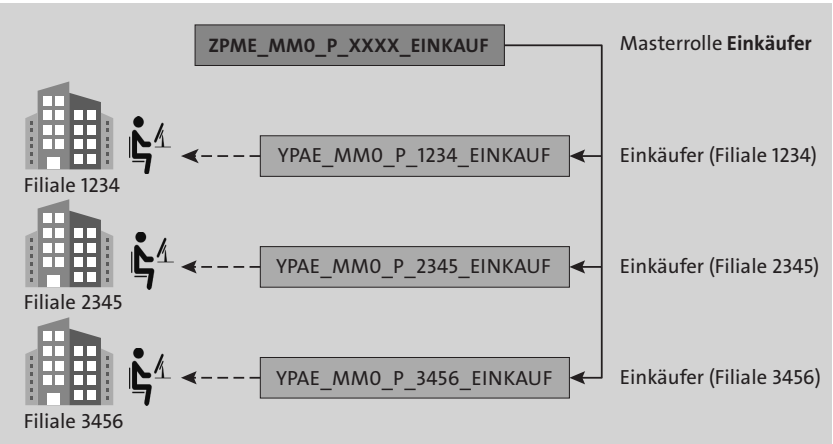 ZPME_MM0_P_XXXX_EINKAUF
Masterrolle Einkäufer
YPAE_MM0_P_1234_EINKAUF
Einkäufer (Filiale 1234)
Filiale 1234
YPAE_MM0_P_2345_EINKAUF
Einkäufer (Filiale 2345)
Filiale 2345
YPAE_MM0_P_3456_EINKAUF
Einkäufer (Filiale 3456)
Filiale 3456